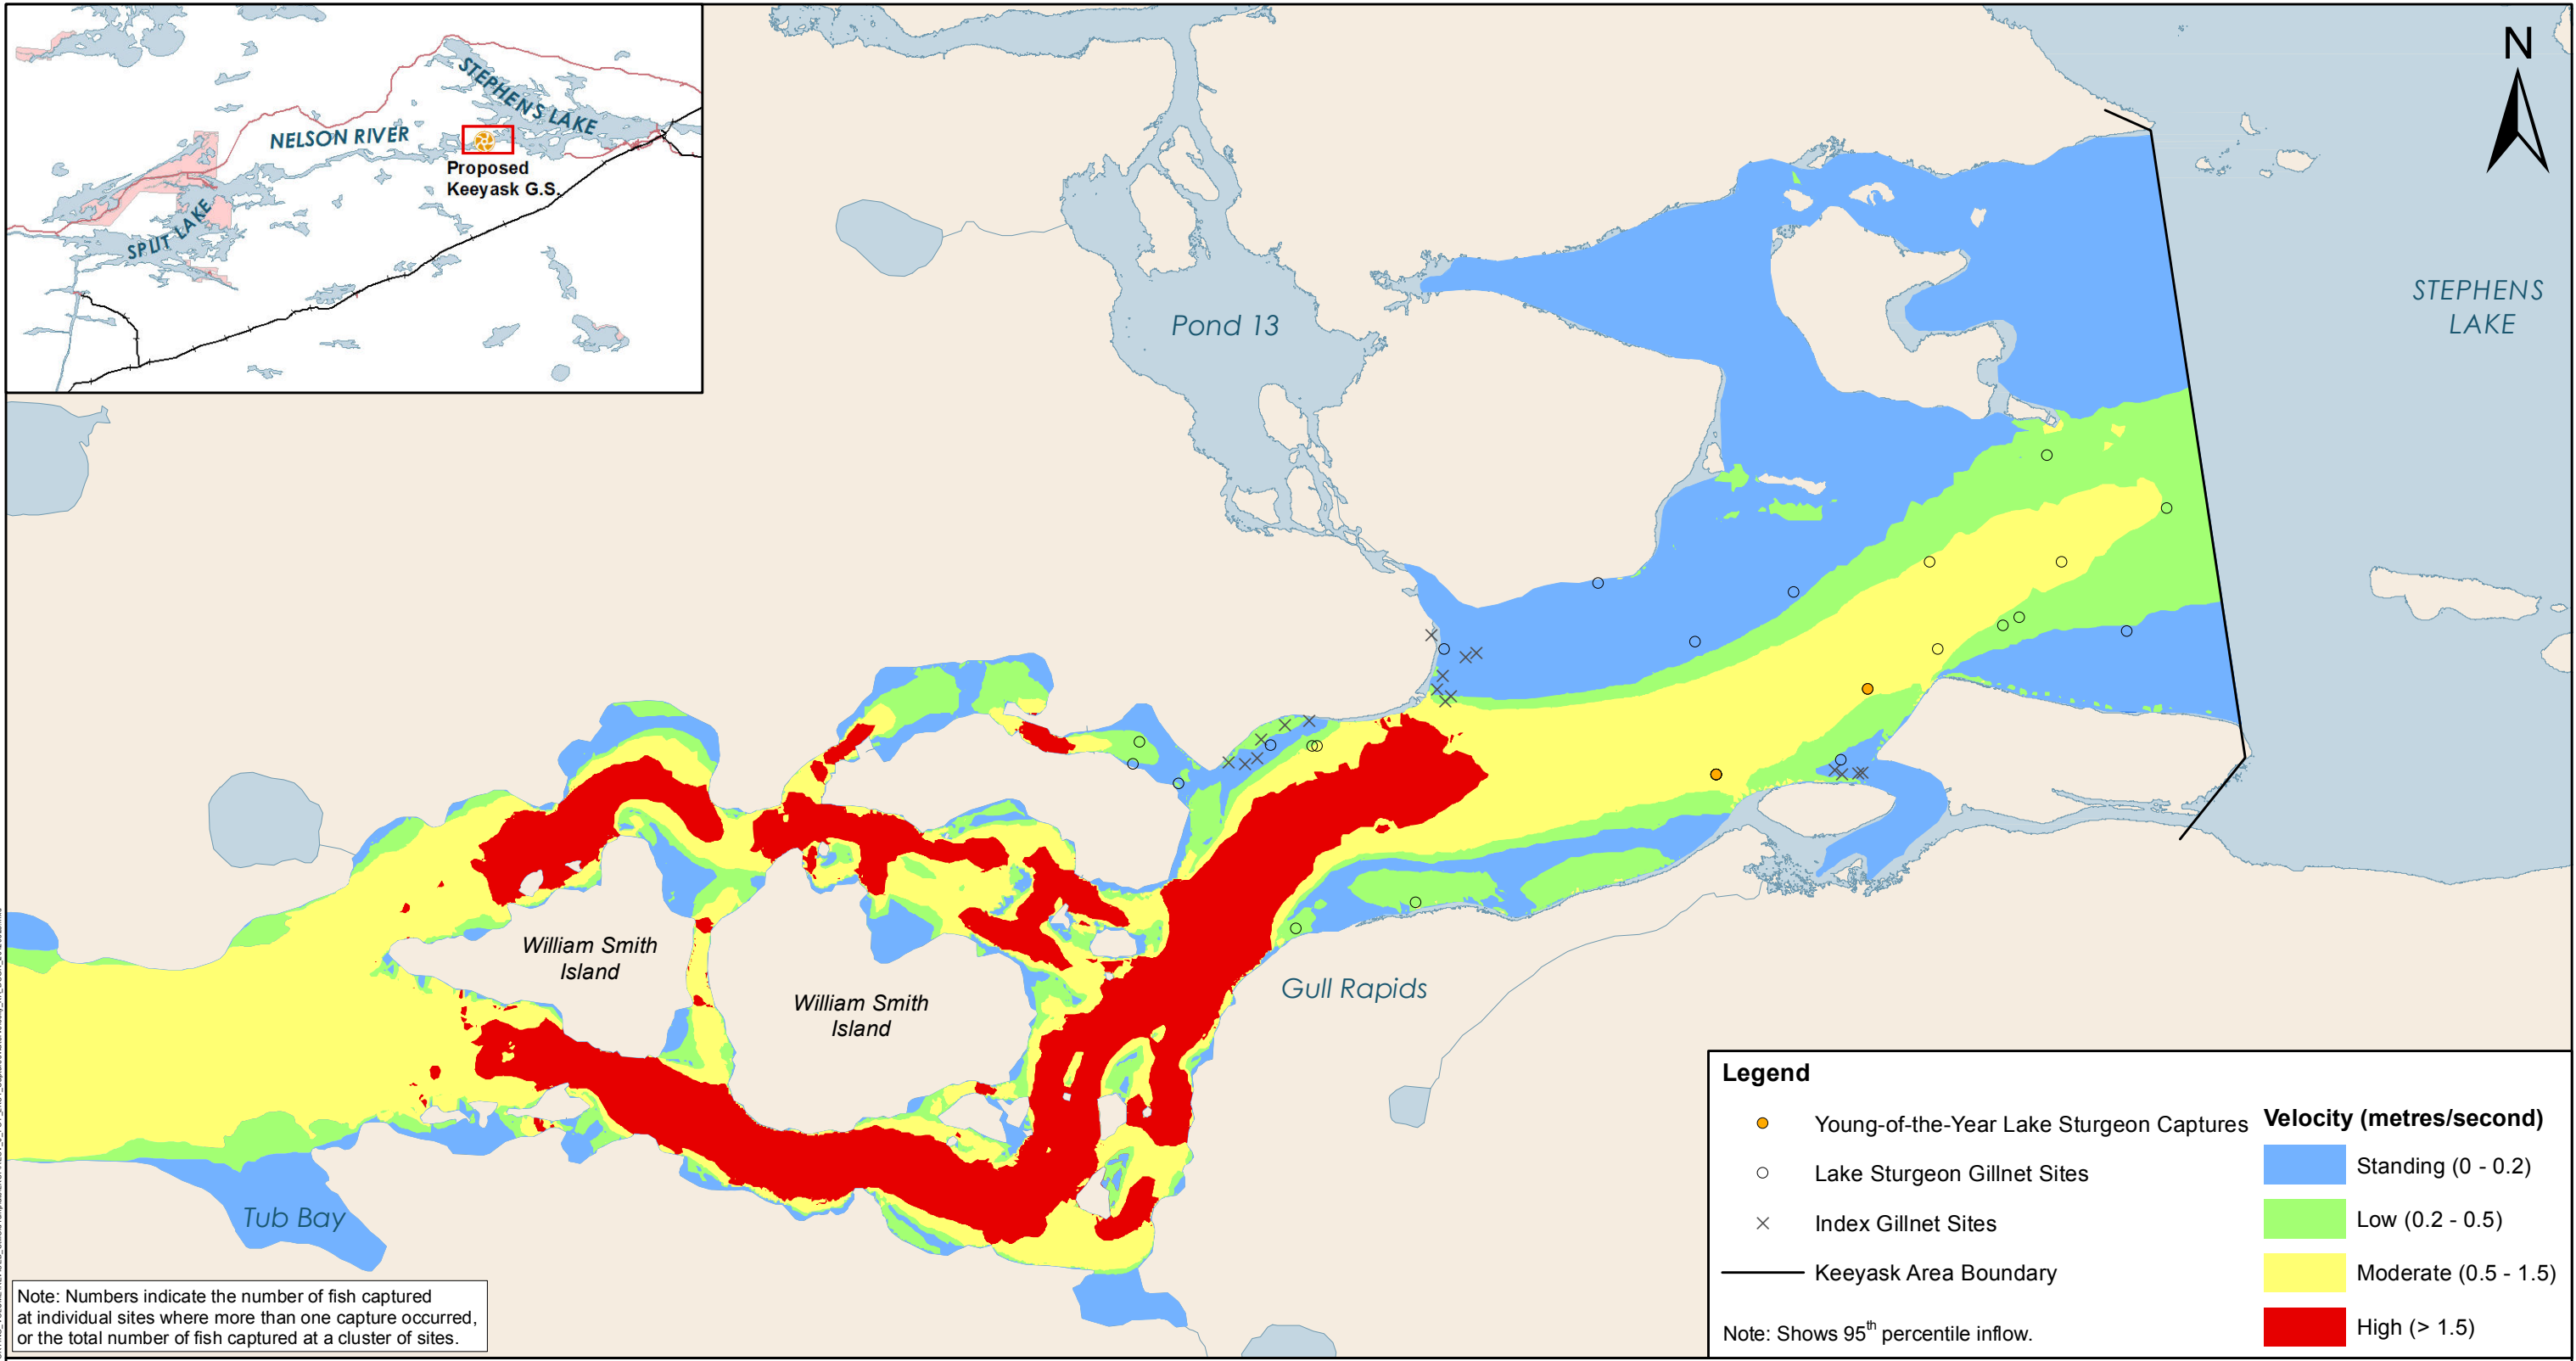 STEPHENS LAKE
NELSON RIVER
Proposed
Keeyask G.S.
SPLIT LAKE
N
Pond 13
STEPHENS
LAKE
William Smith
Island
William Smith
Island
Gull Rapids
Tub Bay
Note: Numbers indicate the number of fish captured
at individual sites where more than one capture occurred,
or the total number of fish captured at a cluster of sites.
Legend
Young-of-the-Year Lake Sturgeon Captures
Lake Sturgeon Gillnet Sites
Index Gillnet Sites
Keeyask Area Boundary
Note: Shows 95th percentile inflow.
Velocity (metres/second)
Standing (0 - 0.2)
Low (0.2 - 0.5)
Moderate (0.5 - 1.5)
High (> 1.5)